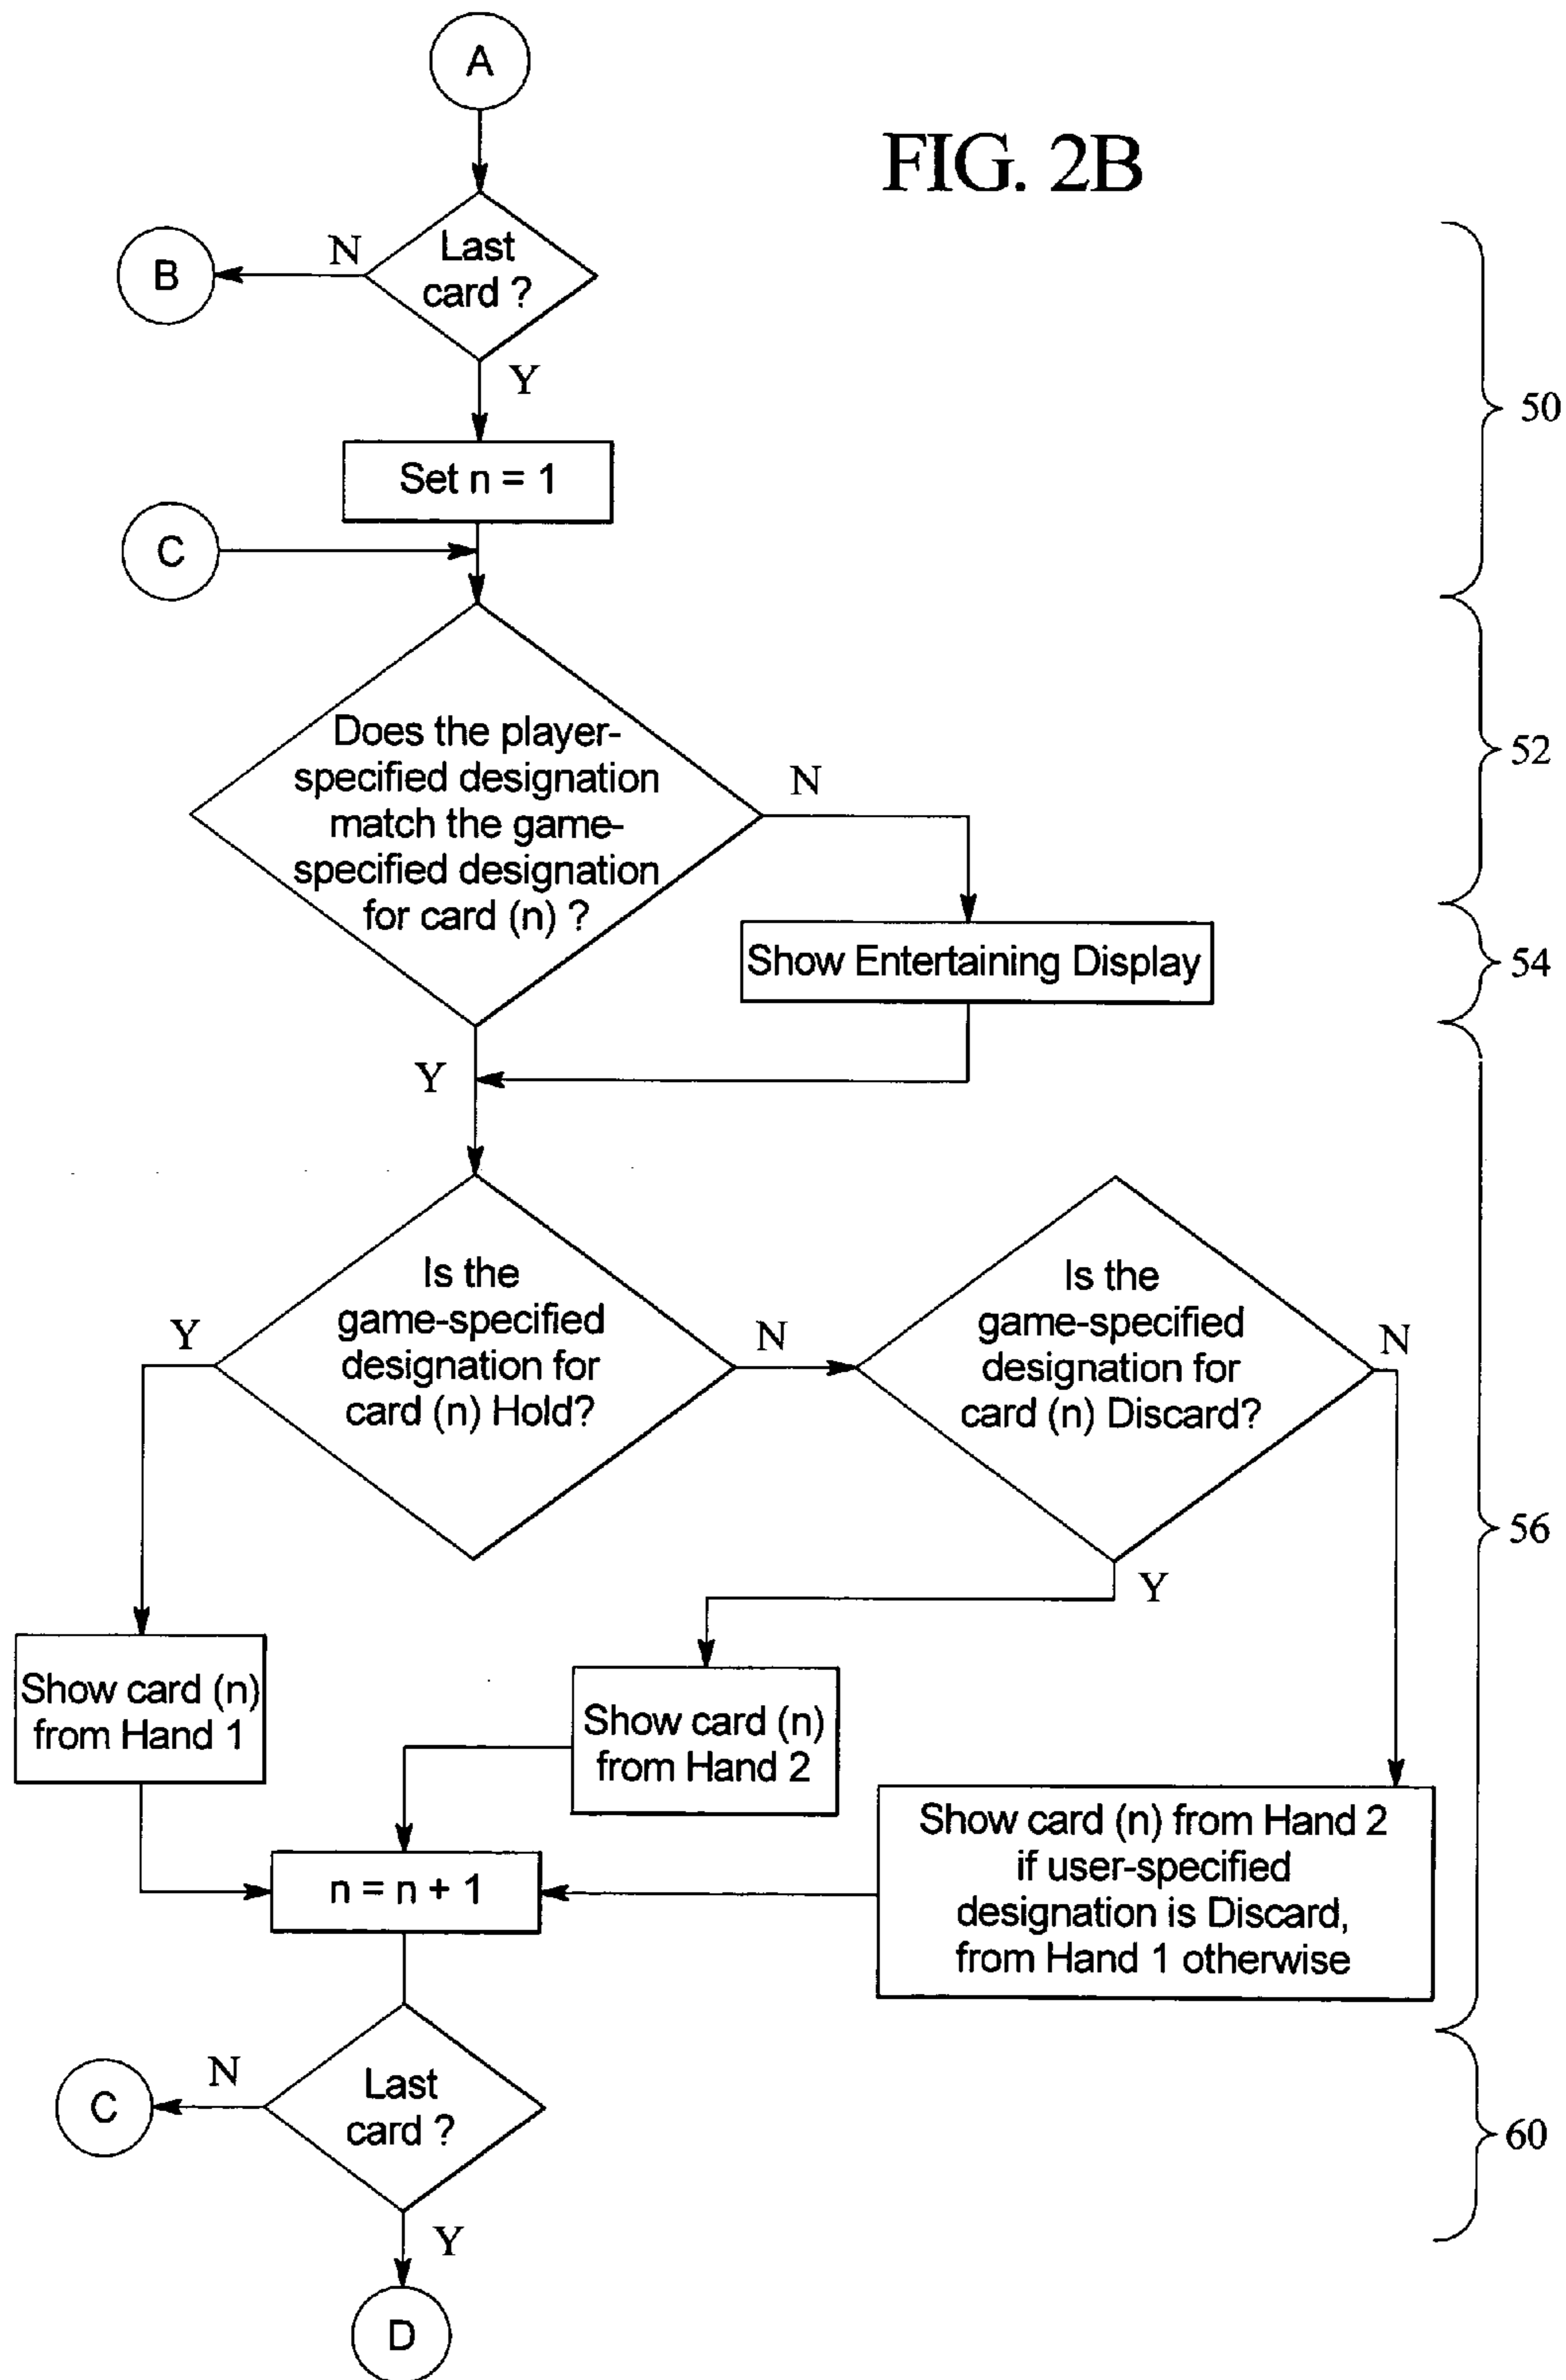 A
FIG. 2B
B
N
Last
card ?
Y
50
Set n = 1
C
Does the player-
specified designation
match the game-
specified designation
for card (n) ?
N
52
Show Entertaining Display
54
Y
Is the
game-specified
designation for
card (n) Hold?
Y
N
Is the
game-specified
designation for
card (n) Discard?
N
Y
56
Show card (n)
from Hand 1
Show card (n)
from Hand 2
Show card (n) from Hand 2
if user-specified
designation is Discard,
from Hand 1 otherwise
n = n + 1
C
N
Last
card ?
60
Y
D